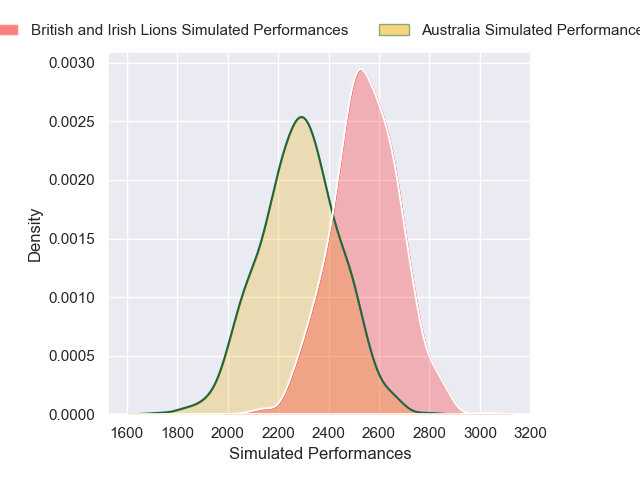 British and Irish Lions Simulated Performances
Australia Simulated Performance
0.0030
0.0025
0.0020
0.0015
0.0010
0.0005
0.0000
Density
1600 1800 2000 2200 2400 2600 2800 3000 3200
Simulated Performances